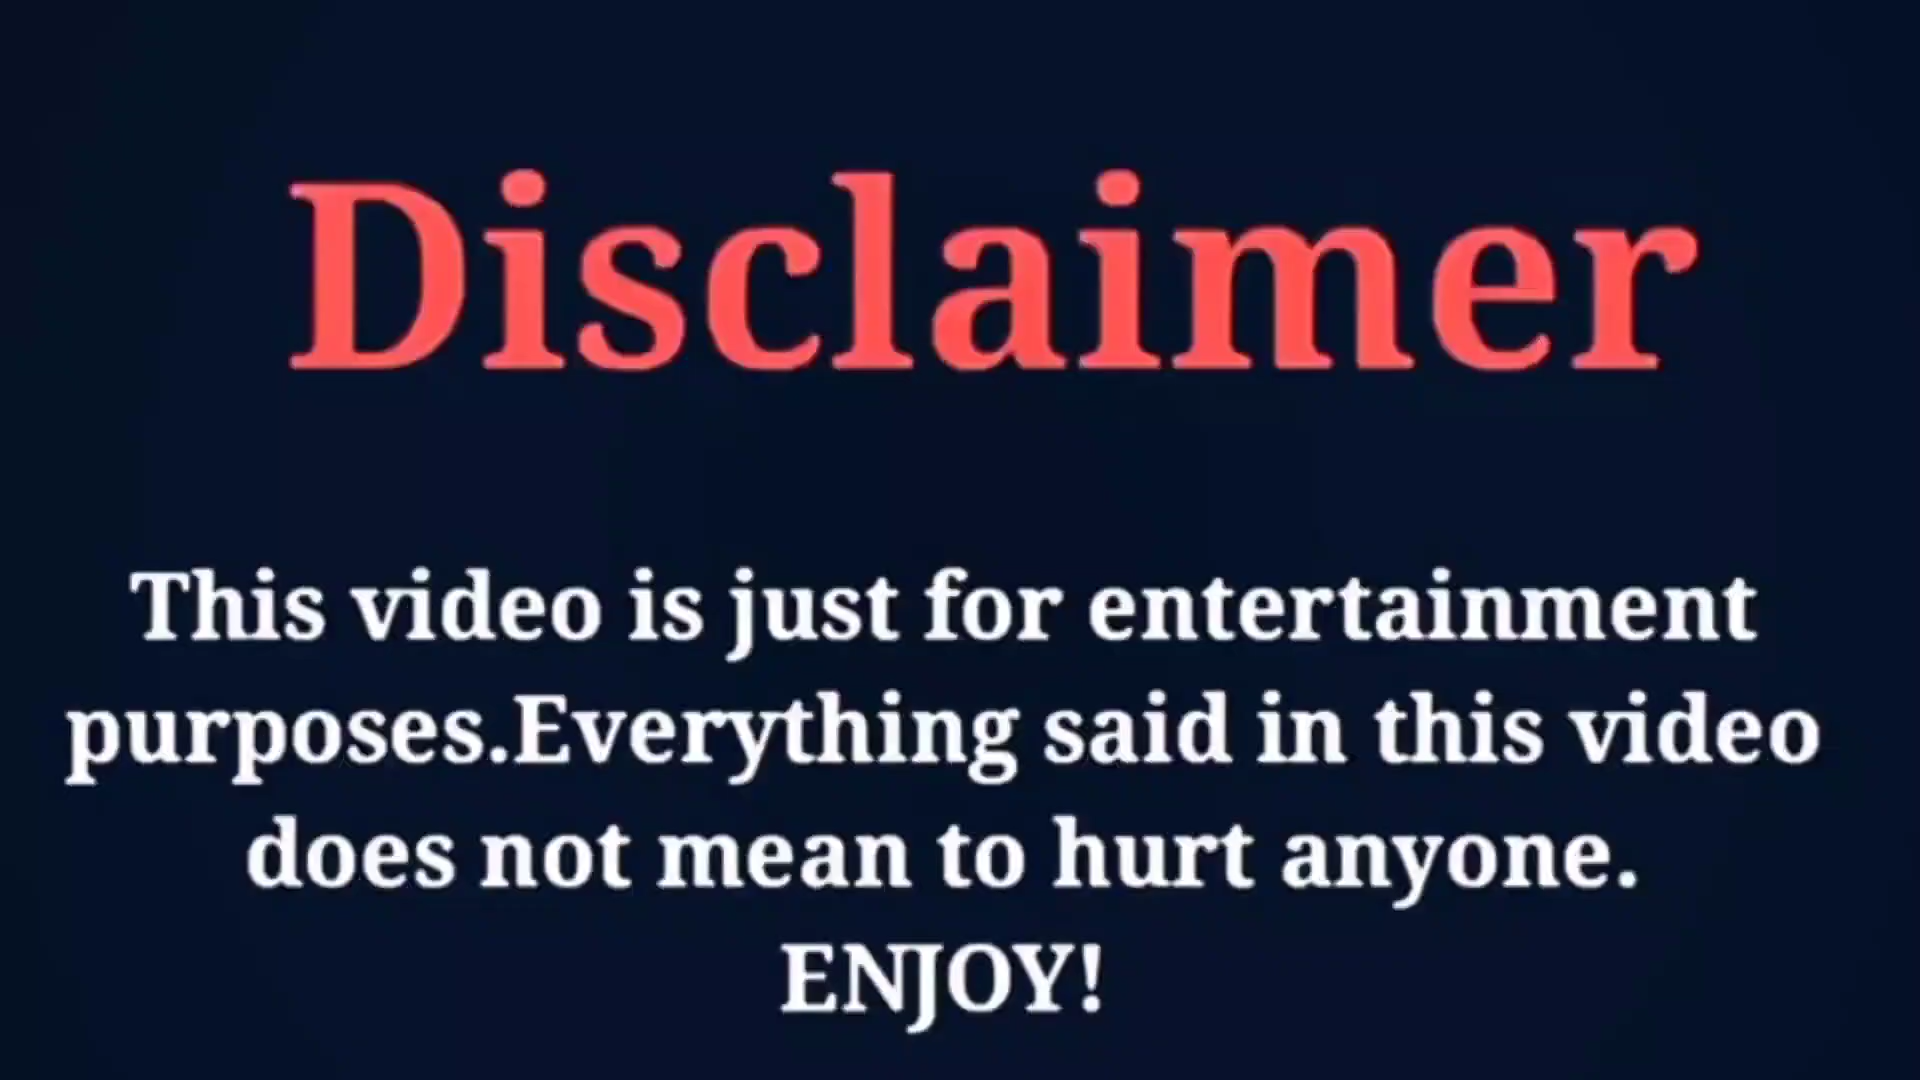 Disclaimer
This video is just for entertainment
purposes.Everything said in this video
does not mean to hurt anyone.
ENJOY!